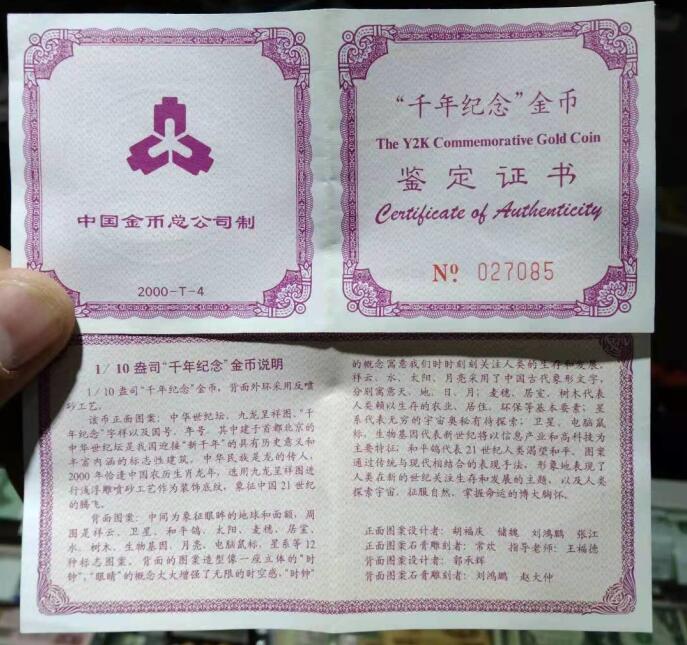 中国金币总公司制
2000-T-4
“千年纪念”金币
The Y2K Commemorative Gold Coin
鉴定证书
Certificate of Authenticity
Nº. 027085
1/10盎司“千年纪念”金币说明
1/10盎司“千年纪念”金币，背面外环采用反喷
砂工艺。
该币正面图案：中华世纪坛、九龙呈祥图、“千
年纪念”字样以及国号、年号。其中建于首都北京的
中华世纪坛是我国迎接“新千年”的具有历史意义和
丰富内涵的标志性建筑。中华民族是龙的传人，
2000年恰逢中国农历生肖龙年，选用九龙呈祥图进
行浅浮雕喷砂工艺作为装饰底纹，象征中国21世纪
的腾飞。
背面图案：中间为象征眼眸的地球和面额，周
围是祥云、卫星、和平鸽、太阳、麦穗、居室、
水、树木、生物基因、月亮、电脑鼠标、星系等12
种标志图案。背面的图案造型像一座立体的“时
钟”，“眼睛”的概念大大增强了无限的时空感，“时钟”
的概念寓意我们时时刻刻关注人类的生存和发展。
祥云、水、太阳、月亮采用了中国古代象形文字，
分别寓意天、地、日、月；麦穗、居室、树木代表
人类赖以生存的农业、居住、环保等基本要素；星
系代表无穷的宇宙奥秘有待探索；卫星、电脑鼠
标、生物基因代表新世纪将以信息产业和高科技为
主要特征；和平鸽代表21世纪人类渴望和平。图案
通过传统与现代相结合的表现手法，形象地表现了
人类在新的世纪关注生存和发展的主题，以及人类
探索宇宙、征服自然、掌握命运的博大胸怀。
正面图案设计者：胡福庆 储魏 刘鸿鹏 张江
正面图案石膏雕刻者：常欢 指导老师：王福德
背面图案设计者：郭承辉
背面图案石膏雕刻者：刘鸿鹏 赵大仲